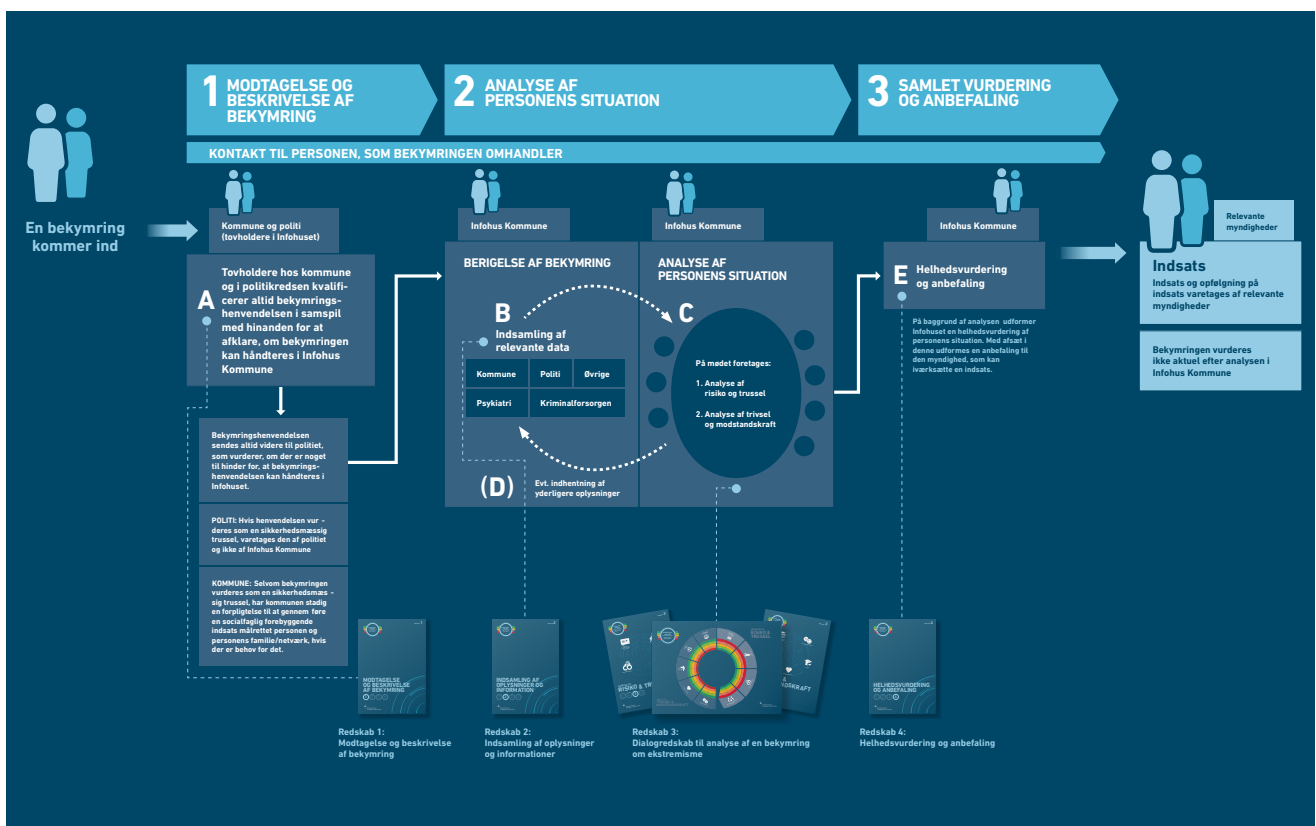 1 MODTAGELSE OG
BESKRIVELSE AF
BEKYMRING
2 ANALYSE AF
PERSONENS SITUATION
3 SAMLET VURDERING
OG ANBEFALING
KONTAKT TIL PERSONEN, SOM BEKYMRINGEN OMHANDLER
En bekymring
kommer ind
Kommune og politi
(tovholdere i Infohuset)
A
Tovholdere hos kommune
og i politikredsen kvalifi-
cerer altid bekymrings-
henvendelsen i samspil
med hinanden for at
afklare, om bekymringen
kan håndteres i Infohus
Kommune
Bekymringshenvendelsen
sendes altid videre til politiet,
som vurderer, om der er noget
til hinder for, at bekymrings-
henvendelsen kan håndteres i
Infohuset.
POLITI: Hvis henvendelsen vur -
deres som en sikkerhedsmæssig
trussel, varetages den af politiet
og ikke af Infohus Kommune
KOMMUNE: Selvom bekymringen
vurderes som en sikkerhedsmæs -
sig trussel, har kommunen stadig
en forpligtelse til at gennem føre
en socialfaglig forebyggende
indsats målrettet personen og
personens familie/netværk, hvis
der er behov for det.
Infohus Kommune
BERIGELSE AF BEKYMRING
B
Indsamling af
relevante data
Kommune Politi Øvrige
Psykiatri Kriminalforsorgen
(D) Evt. indhentning af
yderligere oplysninger
Infohus Kommune
ANALYSE AF
PERSONENS SITUATION
C
På mødet foretages:
1. Analyse af
risiko og trussel
2. Analyse af trivsel
og modstandskraft
Infohus Kommune
E Helhedsvurdering
og anbefaling
På baggrund af analysen udformer
Infohuset en helhedsvurdering af
personens situation. Med afsæt i
denne udformes en anbefaling til
den myndighed, som kan
iværksætte en indsats.
Relevante
myndigheder
Indsats
Indsats og opfølgning på
indsats varetages af relevante
myndigheder
Bekymringen vurderes
ikke aktuel efter analysen i
Infohus Kommune
MODTAGELSE
OG BESKRIVELSE
AF BEKYMRING
INDSAMLING AF
OPLYSNINGER OG
INFORMATION
RISIKO & TR
RISIKO &
TRUSSEL
HELHEDSVURDERING
OG ANBEFALING
Redskab 1:
Modtagelse og beskrivelse
af bekymring
Redskab 2:
Indsamling af oplysninger
og informationer
Redskab 3:
Dialogredskab til analyse af en bekymring
om ekstremisme
Redskab 4:
Helhedsvurdering og anbefaling